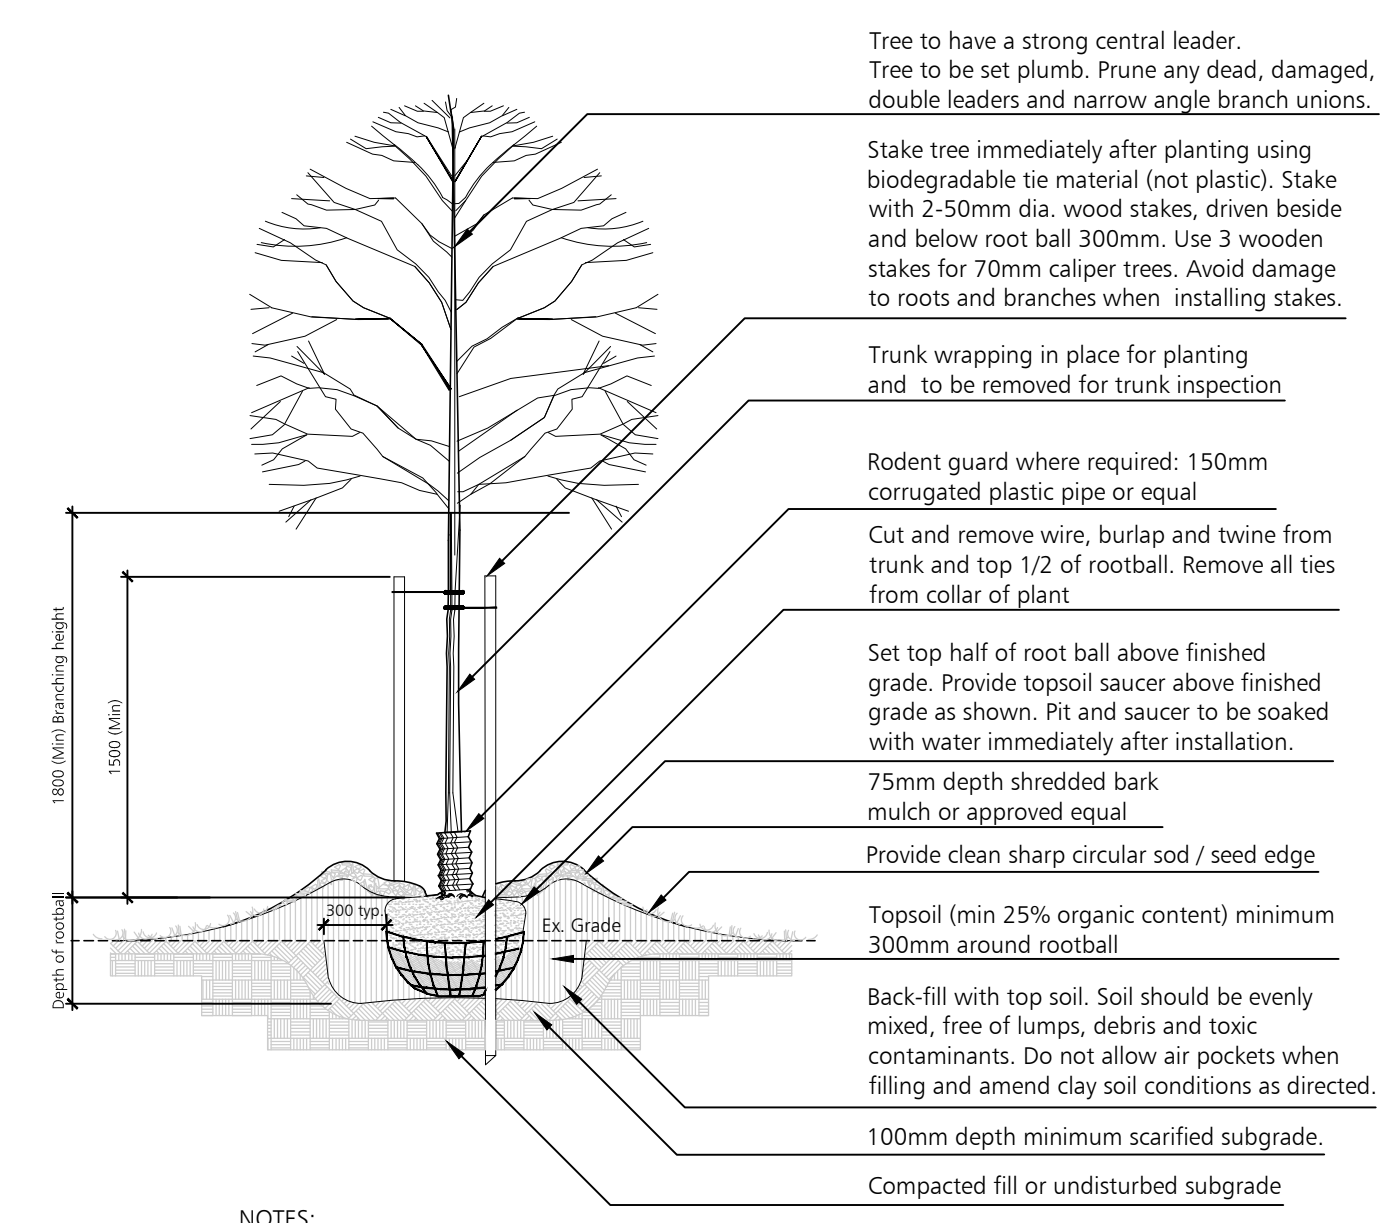 Tree to have a strong central leader.
Tree to be set plumb. Prune any dead, damaged,
double leaders and narrow angle branch unions.
Stake tree immediately after planting using
biodegradable tie material (not plastic). Stake
with 2-50mm dia. wood stakes, driven beside
and below root ball 300mm. Use 3 wooden
stakes for 70mm caliper trees. Avoid damage
to roots and branches when  installing stakes.
Trunk wrapping in place for planting
and  to be removed for trunk inspection
Rodent guard where required: 150mm
corrugated plastic pipe or equal
Cut and remove wire, burlap and twine from
trunk and top 1/2 of rootball. Remove all ties
from collar of plant
Set top half of root ball above finished
grade. Provide topsoil saucer above finished
grade as shown. Pit and saucer to be soaked
with water immediately after installation.
75mm depth shredded bark
mulch or approved equal
Provide clean sharp circular sod / seed edge
Topsoil (min 25% organic content) minimum
300mm around rootball
Back-fill with top soil. Soil should be evenly
mixed, free of lumps, debris and toxic
contaminants. Do not allow air pockets when
filling and amend clay soil conditions as directed.
100mm depth minimum scarified subgrade.
Compacted fill or undisturbed subgrade
1800 (Min) Branching height
1500 (Min)
Depth of rootball
300 typ.
Ex. Grade
NOTES: